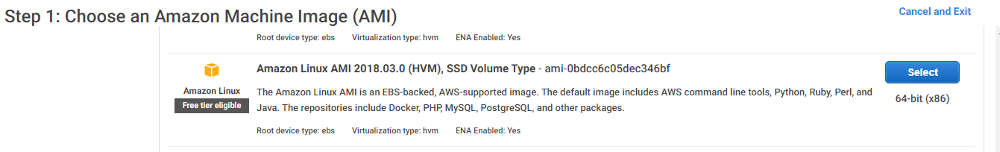 Step 1: Choose an Amazon Machine Image (AMI)
Cancel and Exit
Root device type: ebs Virtualization type: hvm ENA Enabled: Yes
Amazon Linux
Free tier eligible
Amazon Linux AMI 2018.03.0 (HVM), SSD Volume Type - ami-0bdcc6c05dec346bf
The Amazon Linux AMI is an EBS-backed, AWS-supported image. The default image includes AWS command line tools, Python, Ruby, Perl, and
Java. The repositories include Docker, PHP, MySQL, PostgreSQL, and other packages.
Root device type: ebs Virtualization type: hvm ENA Enabled: Yes
Select
64-bit (x86)